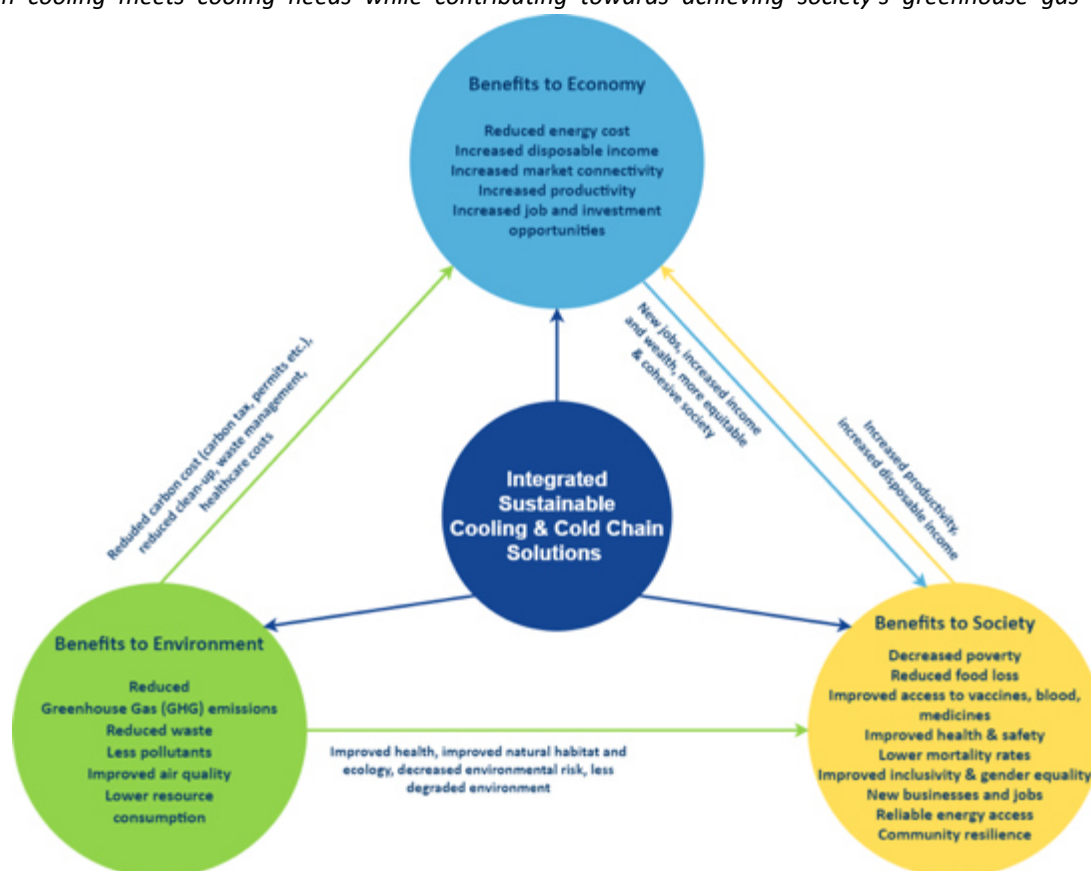 cooling meets cooling needs while contributing towards achieving society's greenhouse gas
Benefits to Economy
Reduced energy cost
Increased disposable income
Increased market connectivity
Increased productivity
Increased job and investment
opportunities
Reduded carbon cost (carbon tax, permits etc.),
reduced clean-up, waste management,
healthcare costs
New jobs, increased income
and wealth, more equitable
& cohesive society
Increased productivity,
increased disposable income
Integrated
Sustainable
Cooling & Cold Chain
Solutions
Benefits to Environment
Reduced
Greenhouse Gas (GHG) emissions
Reduced waste
Less pollutants
Improved air quality
Lower resource
consumption
Improved health, improved natural habitat and
ecology, decreased environmental risk, less
degraded environment
Benefits to Society
Decreased poverty
Reduced food loss
Improved access to vaccines, blood,
medicines
Improved health & safety
Lower mortality rates
Improved inclusivity & gender equality
New businesses and jobs
Reliable energy access
Community resilience